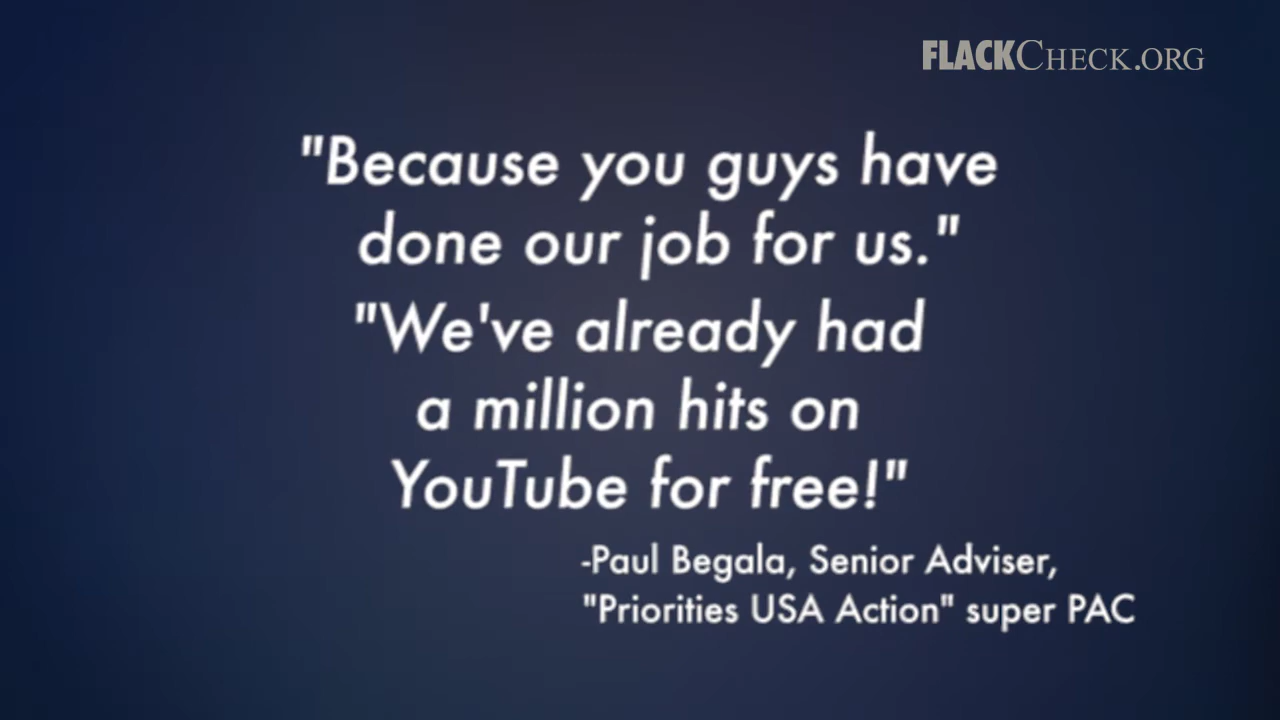 FLACKCHECK.ORG
"Because you guys have
done our job for us."
"We've already had
a million hits on
YouTube for free!"
-Paul Begala, Senior Adviser,
"Priorities USA Action" super PAC